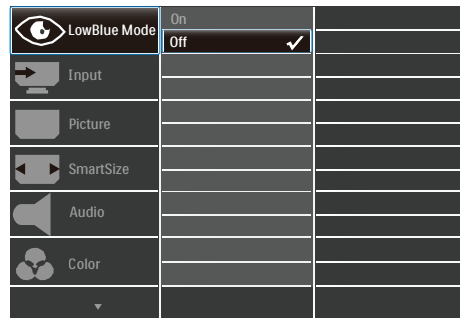 LowBlue Mode
On
Off
Input
Picture
SmartSize
Audio
Color